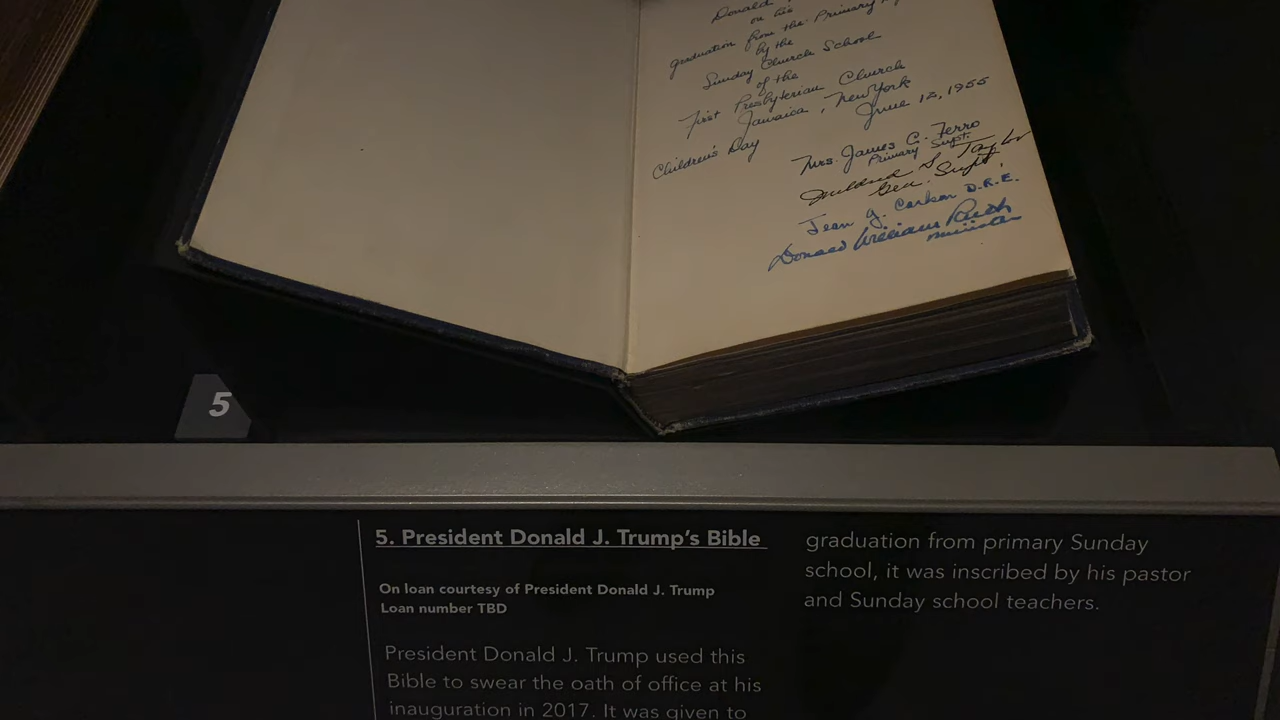 Donald
on his
graduation from the Primary
by the
Sunday Church School
of the
First Presbyterian Church
Jamaica, New York
June 12, 1955
Children's Day
Mrs. James C. Ferro
Primary Supt.
Mildred S. Taylor
Gen. Supt.
Jean J. Carlson D.R.E.
Donald William Ruth
Minister
5
5. President Donald J. Trump's Bible
On loan courtesy of President Donald J. Trump
Loan number TBD
President Donald J. Trump used this
Bible to swear the oath of office at his
inauguration in 2017. It was given to
graduation from primary Sunday
school, it was inscribed by his pastor
and Sunday school teachers.